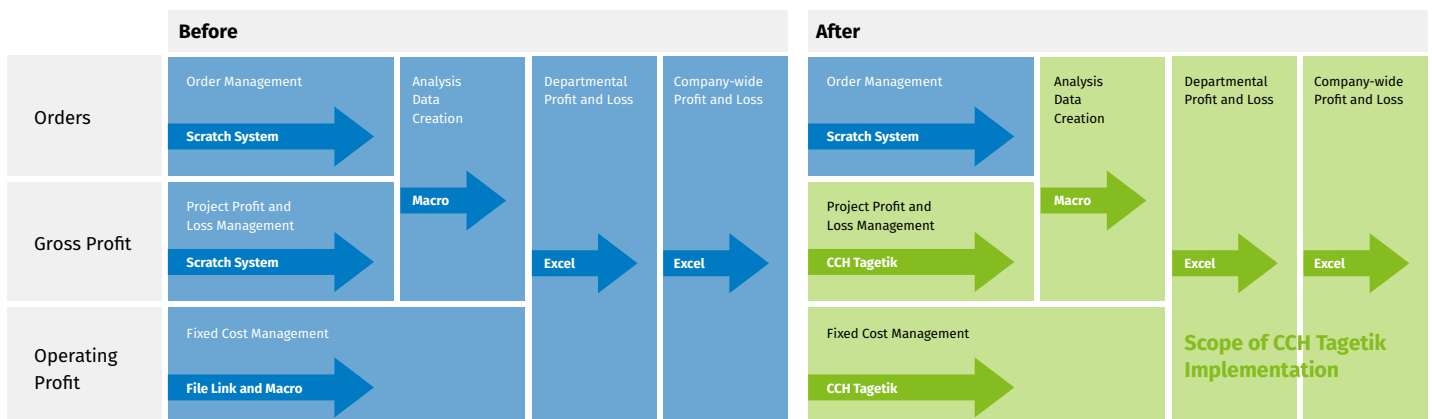 Before
After
Orders
Order Management
Scratch System
Analysis
Data
Creation
Macro
Departmental
Profit and Loss
Excel
Company-wide
Profit and Loss
Excel
Order Management
Scratch System
Analysis
Data
Creation
Macro
Departmental
Profit and Loss
Excel
Company-wide
Profit and Loss
Excel
Gross Profit
Project Profit and
Loss Management
Scratch System
Project Profit and
Loss Management
CCH Tagetik
Operating
Profit
Fixed Cost Management
File Link and Macro
Fixed Cost Management
CCH Tagetik
Scope of CCH Tagetik
Implementation